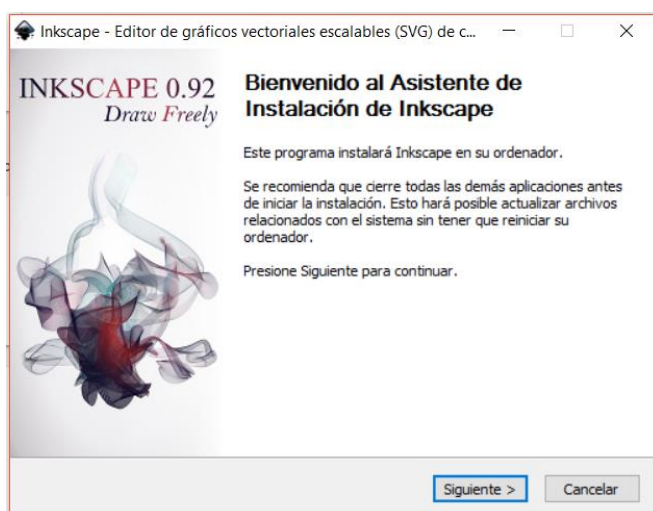 Inkscape - Editor de gráficos vectoriales escalables (SVG) de c...
INKSCAPE 0.92
Draw Freely
Bienvenido al Asistente de
Instalación de Inkscape
Este programa instalará Inkscape en su ordenador.
Se recomienda que cierre todas las demás aplicaciones antes
de iniciar la instalación. Esto hará posible actualizar archivos
relacionados con el sistema sin tener que reiniciar su
ordenador.
Presione Siguiente para continuar.
Siguiente >
Cancelar